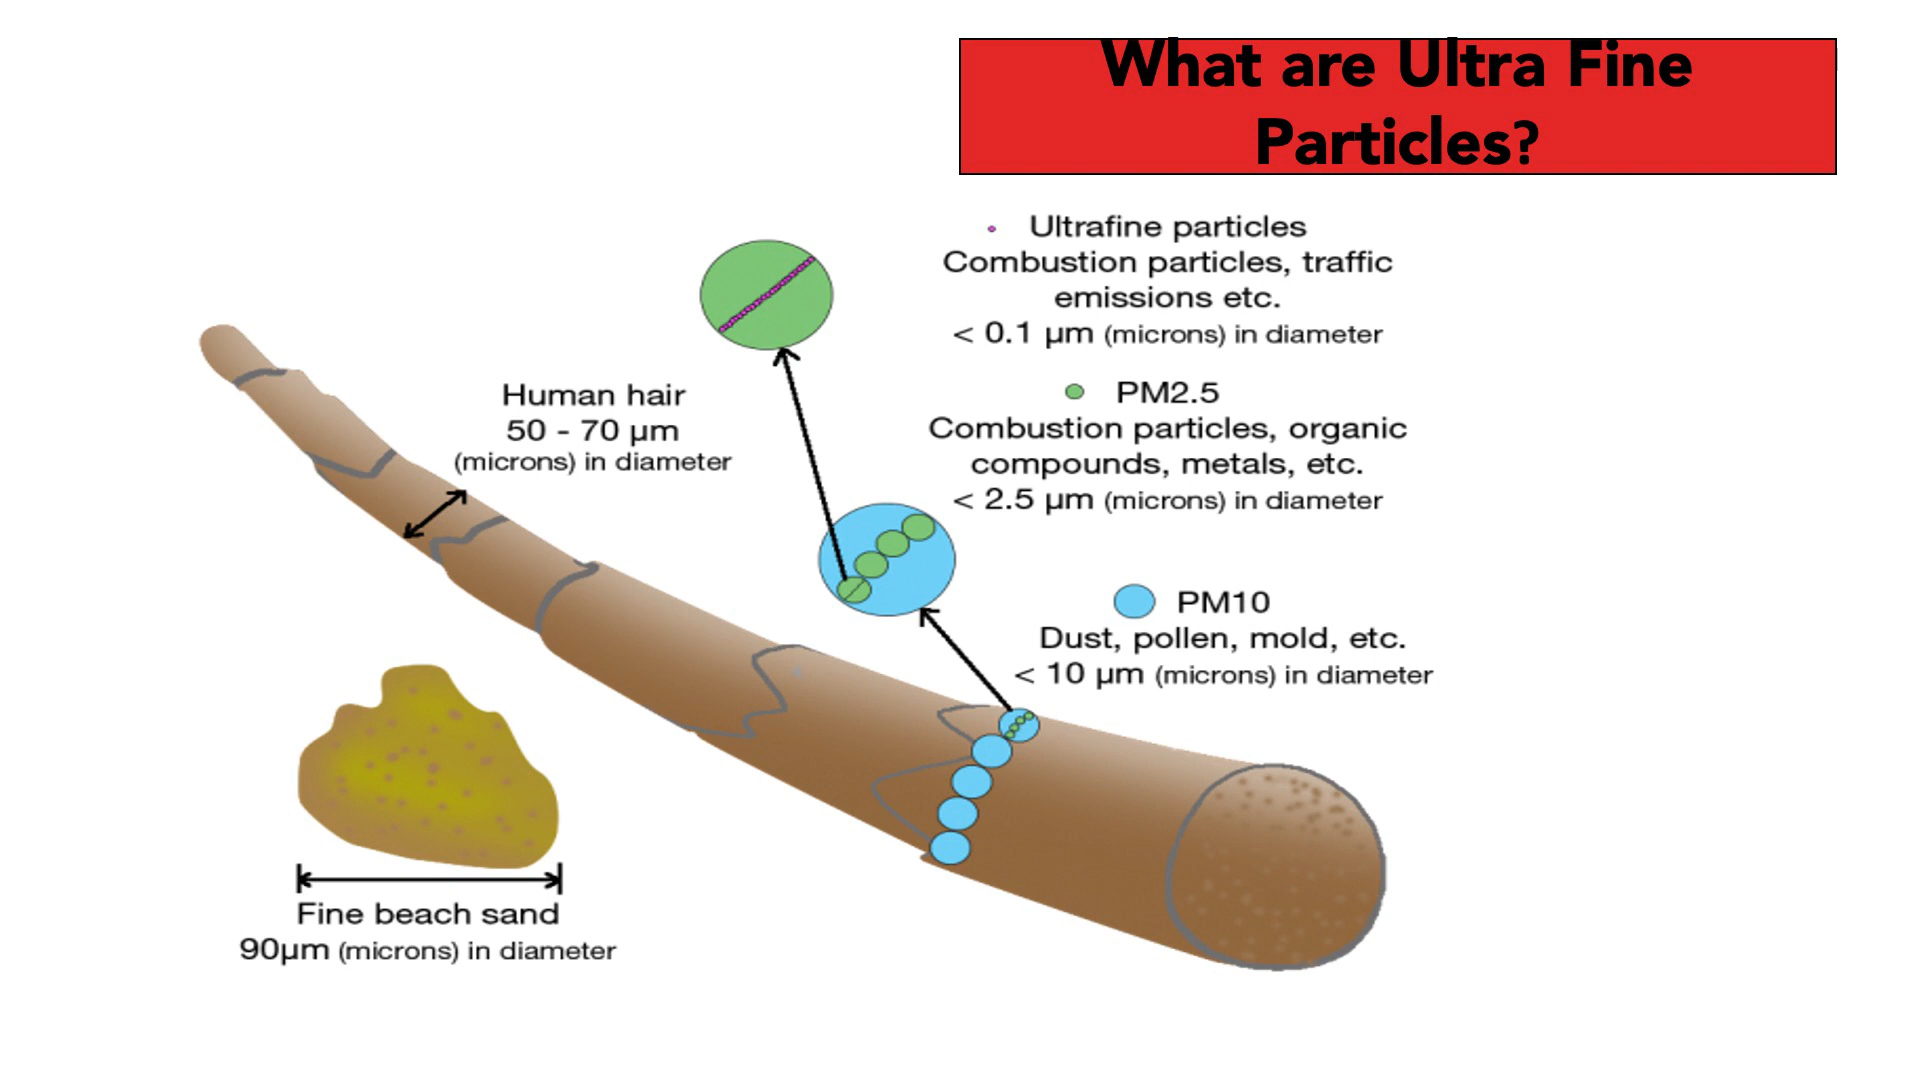 What are Ultra Fine
Particles?
Ultrafine particles
Combustion particles, traffic
emissions etc.
< 0.1 µm (microns) in diameter
Human hair
50 - 70 µm
(microns) in diameter
PM2.5
Combustion particles, organic
compounds, metals, etc.
< 2.5 µm (microns) in diameter
PM10
Dust, pollen, mold, etc.
< 10 µm (microns) in diameter
Fine beach sand
90µm (microns) in diameter